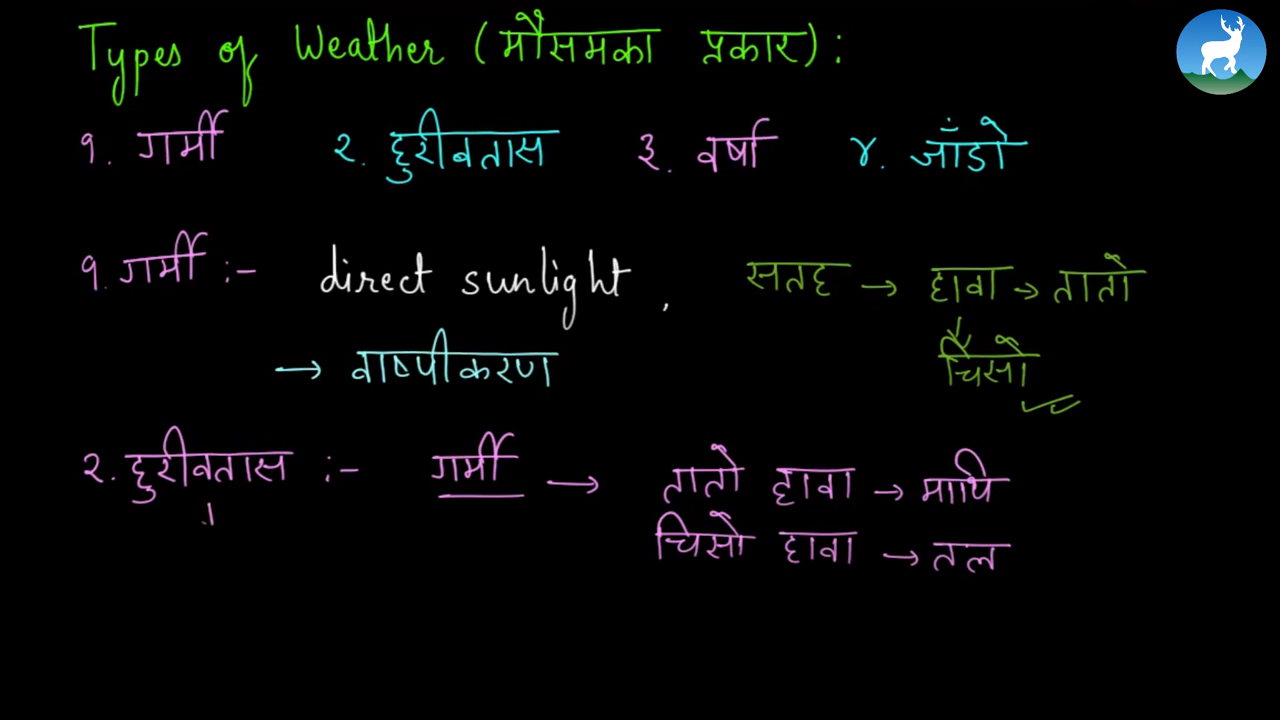 Types of Weather (मौसमका प्रकार) :
१. गर्मी २. हुरीबतास ३. वर्षा ४. जाँडो
१. गर्मी :- direct sunlight , सतह → हावा → तातो
→ वाष्पीकरण चिसो
२. हुरीबतास :- गर्मी → तातो हावा → माथि
चिसो हावा → तल